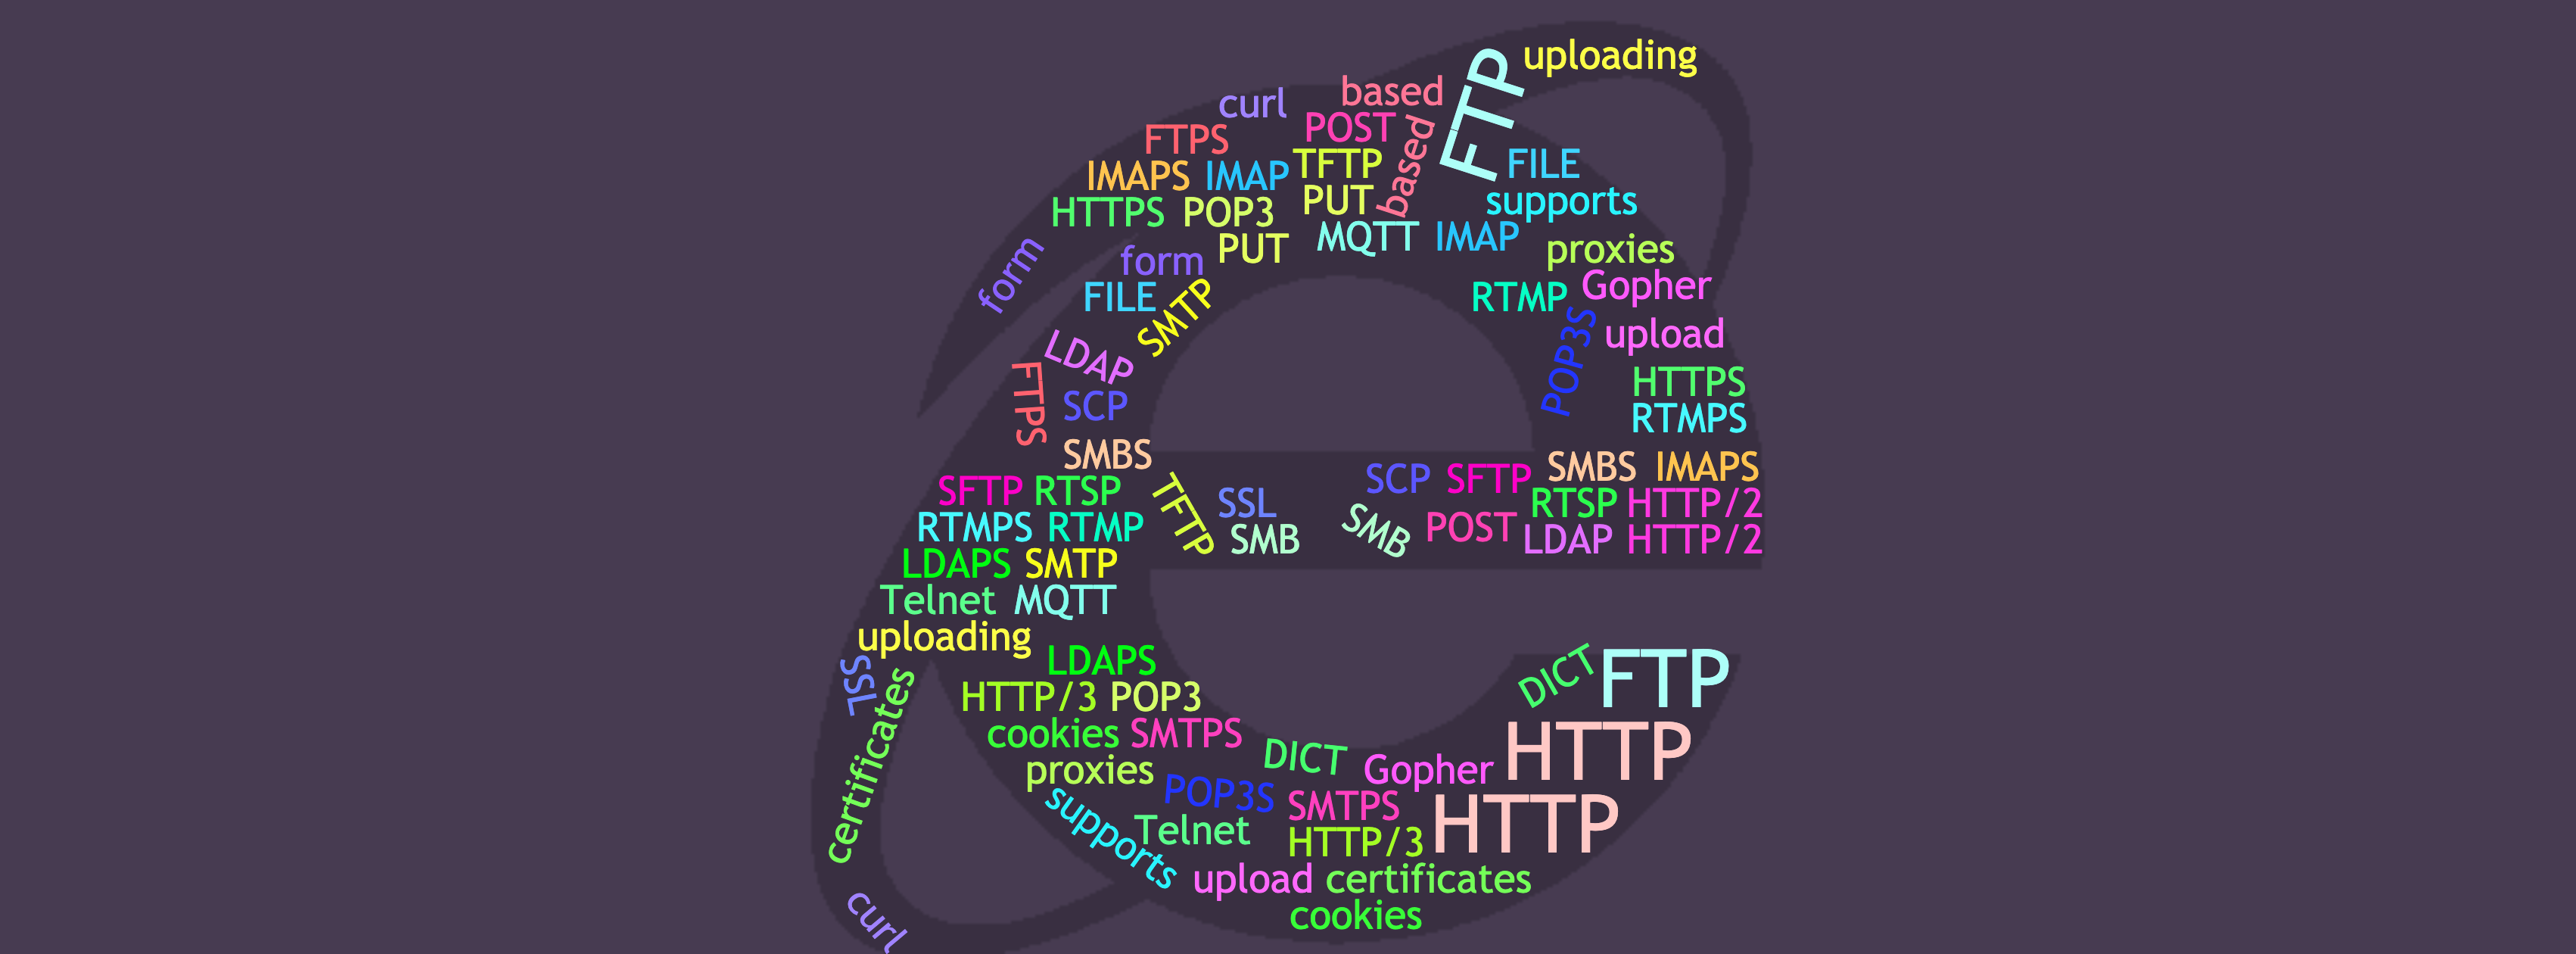 uploading
FTP
based
curl
POST
based
FTPS
TFTP
FILE
IMAPS IMAP
PUT
supports
HTTPS POP3
MQTT IMAP
form
form
PUT
proxies
FILE
SMTP
RTMP
Gopher
LDAP
POP3S
upload
FTPS
SCP
HTTPS
RTMPS
SMBS
SCP SFTP
SMBS IMAPS
SFTP RTSP
TFTP
SSL
RTSP HTTP/2
RTMPS RTMP
SMB
SMB
POST
LDAP HTTP/2
LDAPS SMTP
Telnet MQTT
uploading
SSL
LDAPS
DICT
FTP
certificates
HTTP/3 POP3
cookies SMTPS
DICT
Gopher
HTTP
proxies
POP3S
SMTPS
supports
Telnet
HTTP/3
HTTP
upload certificates
curl
cookies